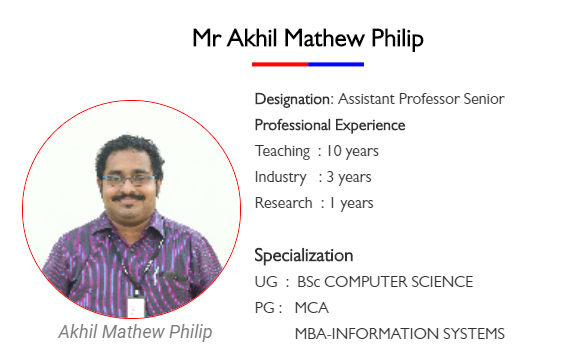 Mr Akhil Mathew Philip
Designation: Assistant Professor Senior
Professional Experience
Teaching : 10 years
Industry : 3 years
Research : 1 years
Specialization
UG : BSc COMPUTER SCIENCE
PG : MCA
MBA-INFORMATION SYSTEMS
Akhil Mathew Philip